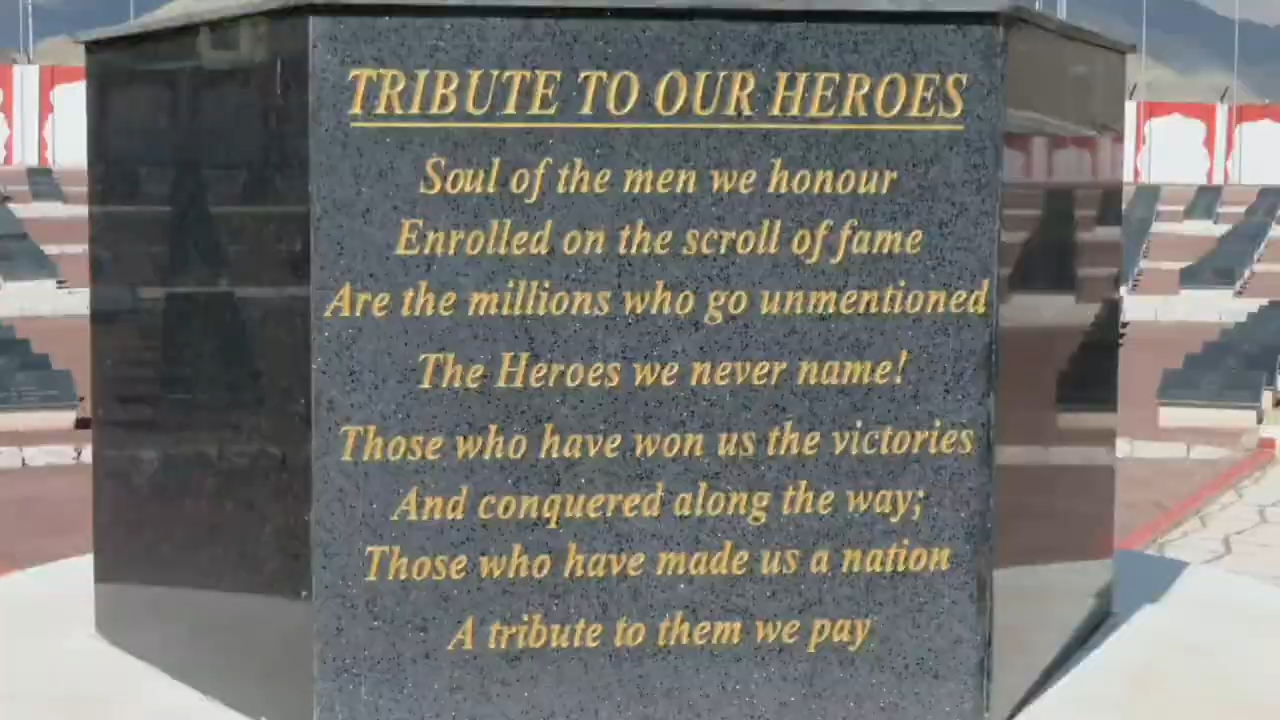 TRIBUTE TO OUR HEROES
Soul of the men we honour
Enrolled on the scroll of fame
Are the millions who go unmentioned
The Heroes we never name!
Those who have won us the victories
And conquered along the way;
Those who have made us a nation
A tribute to them we pay